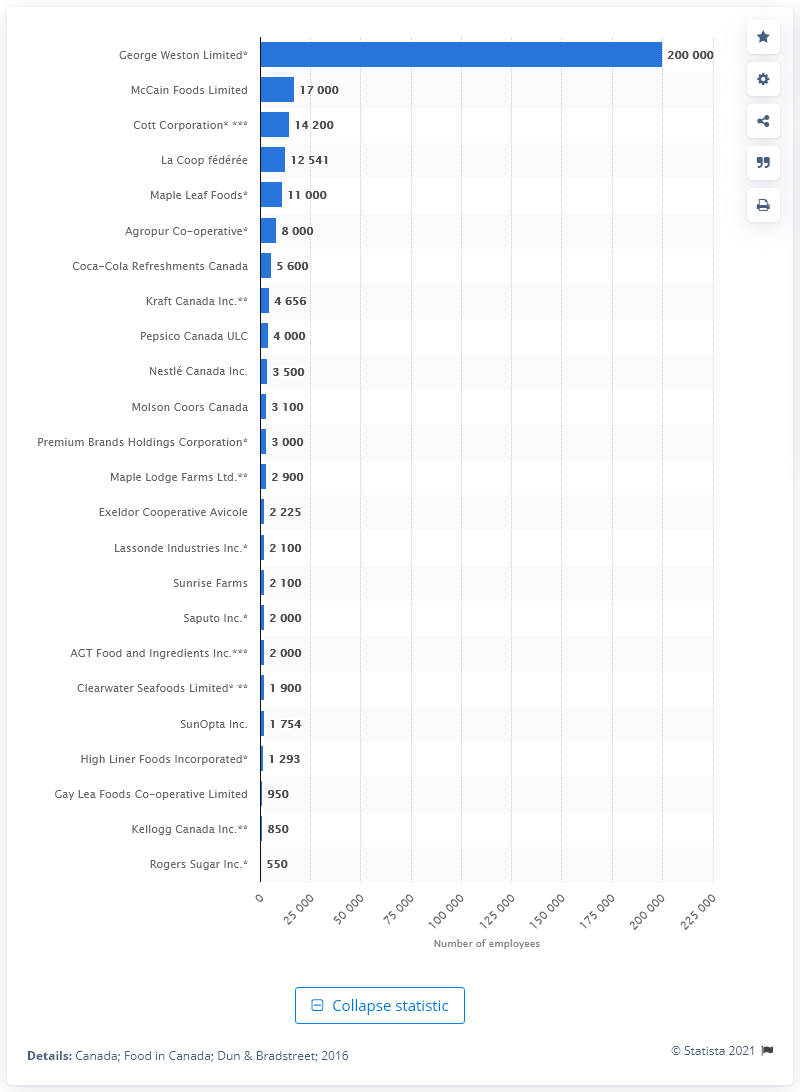 George Weston Limited* 200 000
McCain Foods Limited 17 000
Cott Corporation* *** 14 200
La Coop fédérée 12 541
Maple Leaf Foods* 11 000
Agropur Co-operative* 8 000
Coca-Cola Refreshments Canada 5 600
Kraft Canada Inc.** 4 656
Pepsico Canada ULC 4 000
Nestlé Canada Inc. 3 500
Molson Coors Canada 3 100
Premium Brands Holdings Corporation* 3 000
Maple Lodge Farms Ltd.** 2 900
Exeldor Cooperative Avicole 2 225
Lassonde Industries Inc.* 2 100
Sunrise Farms 2 100
Saputo Inc.* 2 000
AGT Food and Ingredients Inc.*** 2 000
Clearwater Seafoods Limited* ** 1 900
SunOpta Inc. 1 754
High Liner Foods Incorporated* 1 293
Gay Lea Foods Co-operative Limited 950
Kellogg Canada Inc.** 850
Rogers Sugar Inc.* 550
0 25 000 50 000 75 000 100 000 125 000 150 000 175 000 200 000 225 000
Number of employees
Collapse statistic
Details: Canada; Food in Canada; Dun & Bradstreet; 2016
© Statista 2021